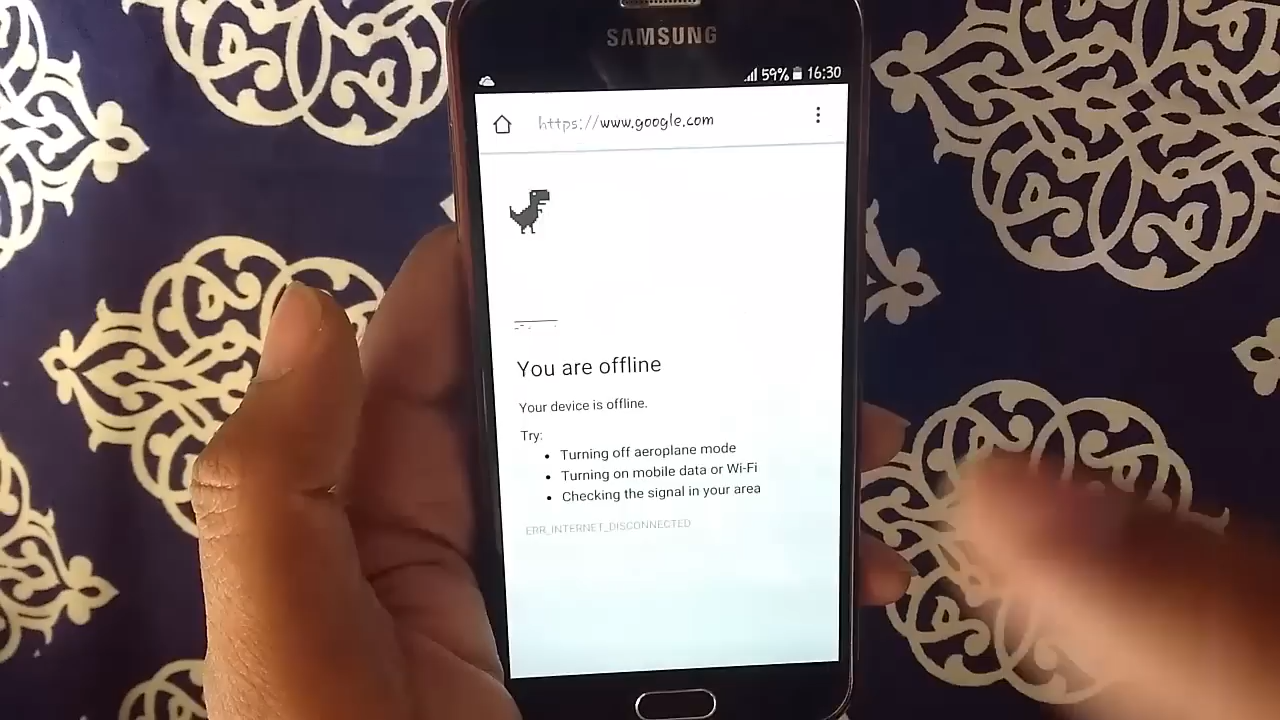 SAMSUNG
59% 16:30
https://www.google.com
You are offline
Your device is offline.
Try:
• Turning off aeroplane mode
• Turning on mobile data or Wi-Fi
• Checking the signal in your area
ERR_INTERNET_DISCONNECTED